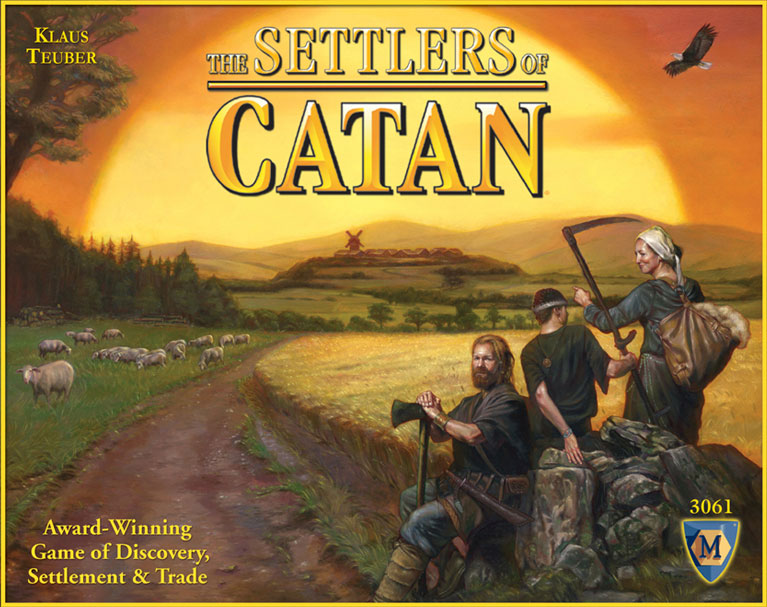 KLAUS
TEUBER
THE SETTLERS OF
CATAN
Award-Winning
Game of Discovery,
Settlement & Trade
3061
M